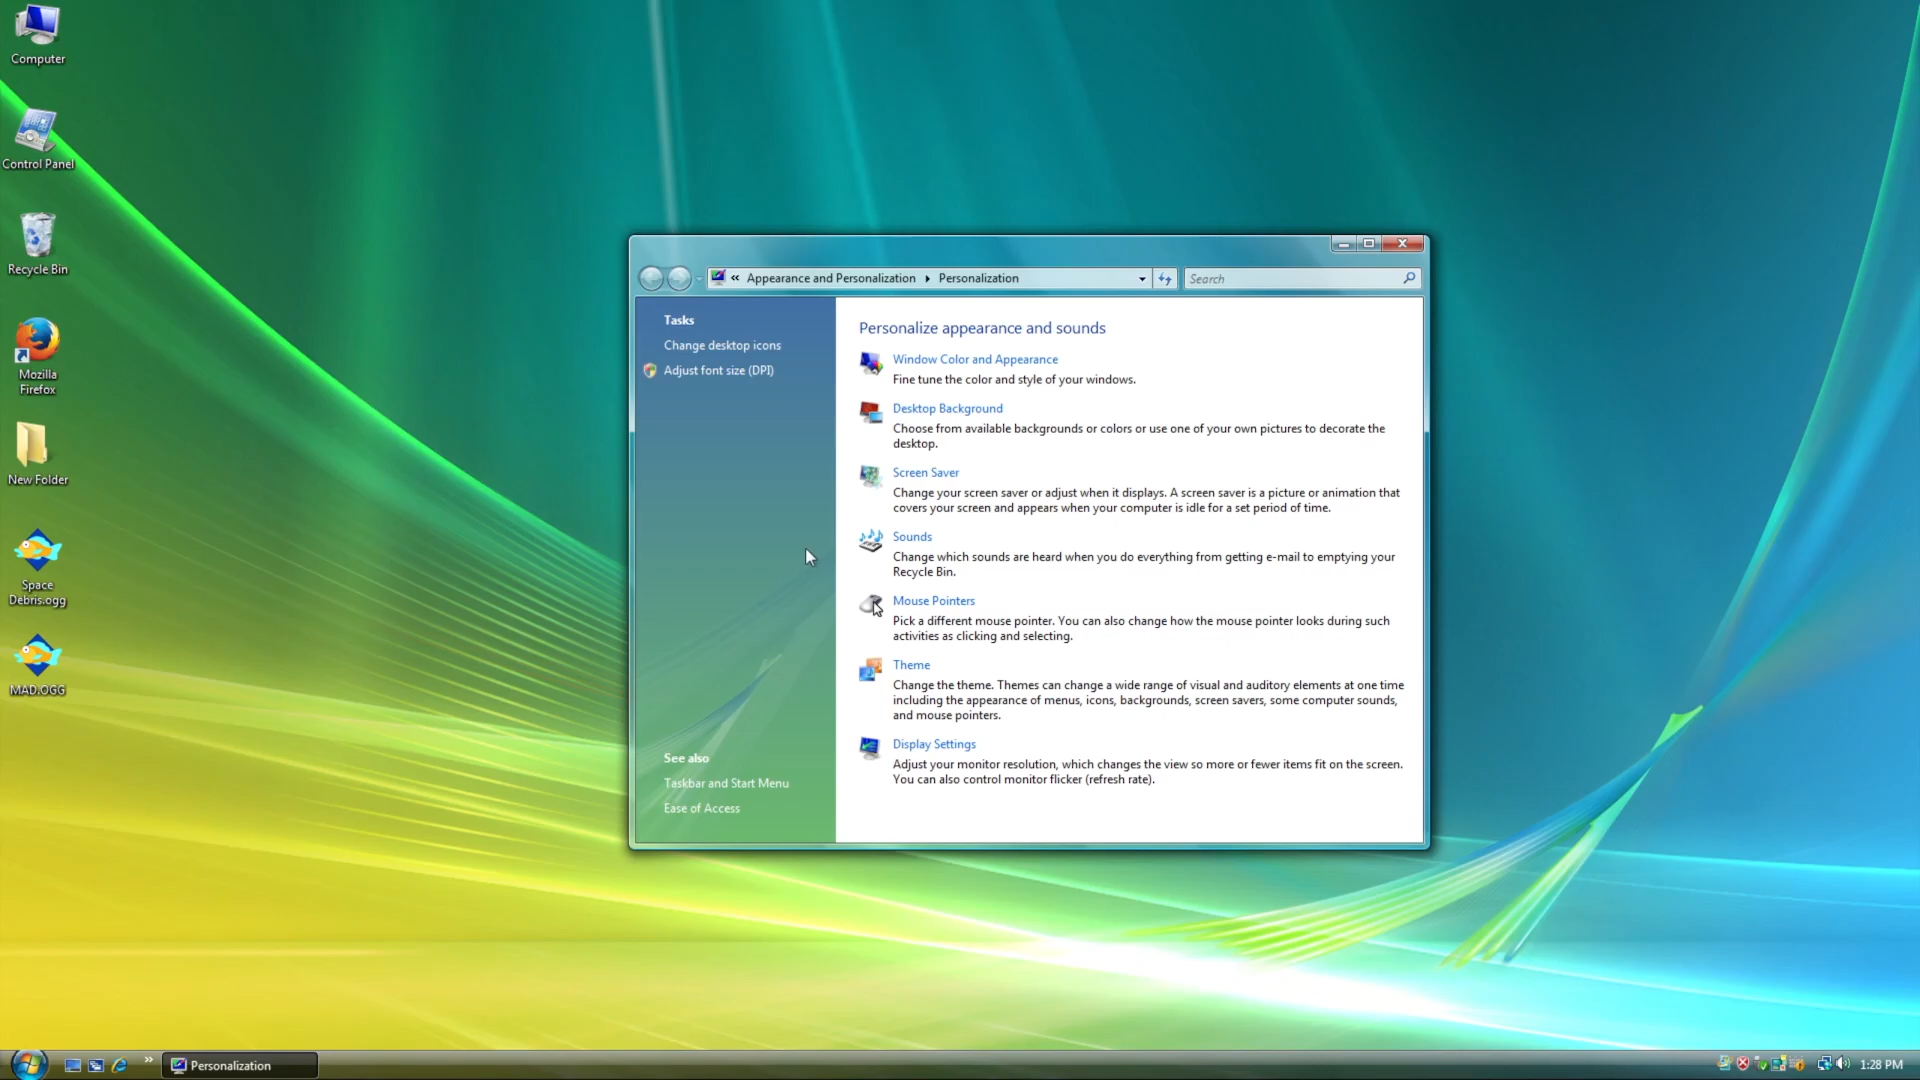 Computer
Control Panel
Recycle Bin
Mozilla
Firefox
New Folder
Space
Debris.ogg
MAD.OGG
« Appearance and Personalization ▸ Personalization
Search
Tasks
Change desktop icons
Adjust font size (DPI)
See also
Taskbar and Start Menu
Ease of Access
Personalize appearance and sounds
Window Color and Appearance
Fine tune the color and style of your windows.
Desktop Background
Choose from available backgrounds or colors or use one of your own pictures to decorate the
desktop.
Screen Saver
Change your screen saver or adjust when it displays. A screen saver is a picture or animation that
covers your screen and appears when your computer is idle for a set period of time.
Sounds
Change which sounds are heard when you do everything from getting e-mail to emptying your
Recycle Bin.
Mouse Pointers
Pick a different mouse pointer. You can also change how the mouse pointer looks during such
activities as clicking and selecting.
Theme
Change the theme. Themes can change a wide range of visual and auditory elements at one time
including the appearance of menus, icons, backgrounds, screen savers, some computer sounds,
and mouse pointers.
Display Settings
Adjust your monitor resolution, which changes the view so more or fewer items fit on the screen.
You can also control monitor flicker (refresh rate).
»
Personalization
1:28 PM